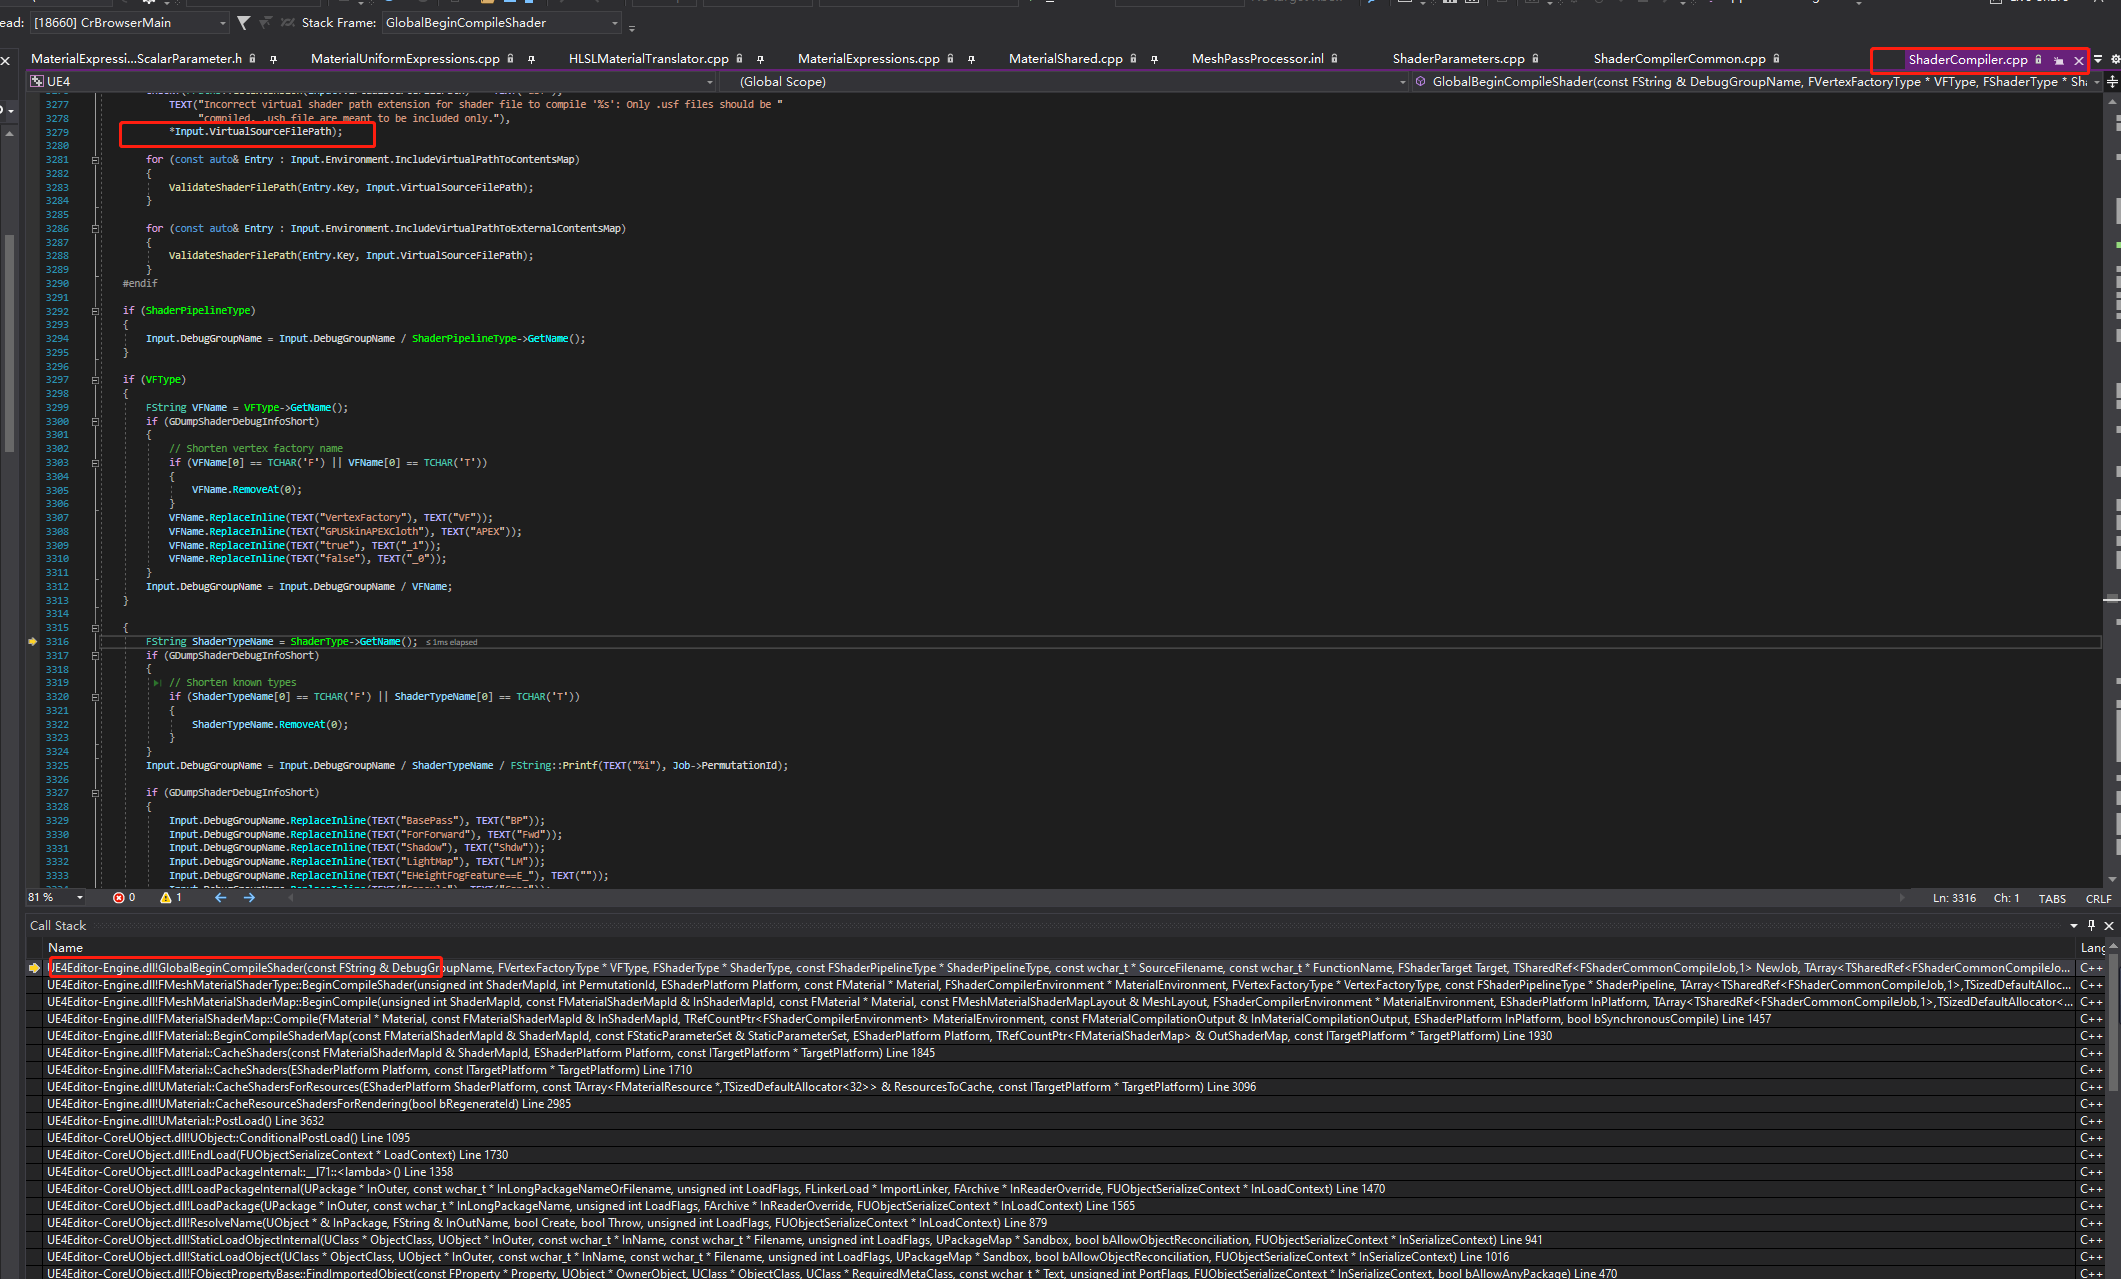 ead: [18660] CrBrowserMain Stack Frame: GlobalBeginCompileShader
MaterialExpressi...ScalarParameter.h MaterialUniformExpressions.cpp HLSLMaterialTranslator.cpp MaterialExpressions.cpp MaterialShared.cpp MeshPassProcessor.inl ShaderParameters.cpp ShaderCompilerCommon.cpp ShaderCompiler.cpp
UE4 (Global Scope) GlobalBeginCompileShader(const FString & DebugGroupName, FVertexFactoryType * VFType, FShaderType * Sh
3277 TEXT("Incorrect virtual shader path extension for shader file to compile '%s': Only .usf files should be "
3278 "compiled. .ush file are meant to be included only."),
3279 *Input.VirtualSourceFilePath);
3280
3281 for (const auto& Entry : Input.Environment.IncludeVirtualPathToContentsMap)
3282 {
3283 ValidateShaderFilePath(Entry.Key, Input.VirtualSourceFilePath);
3284 }
3285
3286 for (const auto& Entry : Input.Environment.IncludeVirtualPathToExternalContentsMap)
3287 {
3288 ValidateShaderFilePath(Entry.Key, Input.VirtualSourceFilePath);
3289 }
3290 #endif
3291
3292 if (ShaderPipelineType)
3293 {
3294 Input.DebugGroupName = Input.DebugGroupName / ShaderPipelineType->GetName();
3295 }
3296
3297 if (VFType)
3298 {
3299 FString VFName = VFType->GetName();
3300 if (GDumpShaderDebugInfoShort)
3301 {
3302 // Shorten vertex factory name
3303 if (VFName[0] == TCHAR('F') || VFName[0] == TCHAR('T'))
3304 {
3305 VFName.RemoveAt(0);
3306 }
3307 VFName.ReplaceInline(TEXT("VertexFactory"), TEXT("VF"));
3308 VFName.ReplaceInline(TEXT("GPUSkinAPEXCloth"), TEXT("APEX"));
3309 VFName.ReplaceInline(TEXT("true"), TEXT("_1"));
3310 VFName.ReplaceInline(TEXT("false"), TEXT("_0"));
3311 }
3312 Input.DebugGroupName = Input.DebugGroupName / VFName;
3313 }
3314
3315 {
3316 FString ShaderTypeName = ShaderType->GetName(); ≤ 1ms elapsed
3317 if (GDumpShaderDebugInfoShort)
3318 {
3319 // Shorten known types
3320 if (ShaderTypeName[0] == TCHAR('F') || ShaderTypeName[0] == TCHAR('T'))
3321 {
3322 ShaderTypeName.RemoveAt(0);
3323 }
3324 }
3325 Input.DebugGroupName = Input.DebugGroupName / ShaderTypeName / FString::Printf(TEXT("%i"), Job->PermutationId);
3326
3327 if (GDumpShaderDebugInfoShort)
3328 {
3329 Input.DebugGroupName.ReplaceInline(TEXT("BasePass"), TEXT("BP"));
3330 Input.DebugGroupName.ReplaceInline(TEXT("ForForward"), TEXT("Fwd"));
3331 Input.DebugGroupName.ReplaceInline(TEXT("Shadow"), TEXT("Shdw"));
3332 Input.DebugGroupName.ReplaceInline(TEXT("LightMap"), TEXT("LM"));
3333 Input.DebugGroupName.ReplaceInline(TEXT("EHeightFogFeature==E_"), TEXT(""));
81 % 0 1 Ln: 3316 Ch: 1 TABS CRLF
Call Stack
Name Lang
UE4Editor-Engine.dll!GlobalBeginCompileShader(const FString & DebugGroupName, FVertexFactoryType * VFType, FShaderType * ShaderType, const FShaderPipelineType * ShaderPipelineType, const wchar_t * SourceFilename, const wchar_t * FunctionName, FShaderTarget Target, TSharedRef<FShaderCommonCompileJob,1> NewJob, TArray<TSharedRef<FShaderCommonCompileJo... C++
UE4Editor-Engine.dll!FMeshMaterialShaderType::BeginCompileShader(unsigned int ShaderMapId, int PermutationId, EShaderPlatform Platform, const FMaterial * Material, FShaderCompilerEnvironment * MaterialEnvironment, FVertexFactoryType * VertexFactoryType, const FShaderPipelineType * ShaderPipeline, TArray<TSharedRef<FShaderCommonCompileJob,1>,TSizedDefaultAlloc... C++
UE4Editor-Engine.dll!FMeshMaterialShaderMap::BeginCompile(unsigned int ShaderMapId, const FMaterialShaderMapId & InShaderMapId, const FMaterial * Material, const FMeshMaterialShaderMapLayout & MeshLayout, FShaderCompilerEnvironment * MaterialEnvironment, EShaderPlatform InPlatform, TArray<TSharedRef<FShaderCommonCompileJob,1>,TSizedDefaultAllocator<... C++
UE4Editor-Engine.dll!FMaterialShaderMap::Compile(FMaterial * Material, const FMaterialShaderMapId & InShaderMapId, TRefCountPtr<FShaderCompilerEnvironment> MaterialEnvironment, const FMaterialCompilationOutput & InMaterialCompilationOutput, EShaderPlatform InPlatform, bool bSynchronousCompile) Line 1457 C++
UE4Editor-Engine.dll!FMaterial::BeginCompileShaderMap(const FMaterialShaderMapId & ShaderMapId, const FStaticParameterSet & StaticParameterSet, EShaderPlatform Platform, TRefCountPtr<FMaterialShaderMap> & OutShaderMap, const ITargetPlatform * TargetPlatform) Line 1930 C++
UE4Editor-Engine.dll!FMaterial::CacheShaders(const FMaterialShaderMapId & ShaderMapId, EShaderPlatform Platform, const ITargetPlatform * TargetPlatform) Line 1845 C++
UE4Editor-Engine.dll!FMaterial::CacheShaders(EShaderPlatform Platform, const ITargetPlatform * TargetPlatform) Line 1710 C++
UE4Editor-Engine.dll!UMaterial::CacheShadersForResources(EShaderPlatform ShaderPlatform, const TArray<FMaterialResource *,TSizedDefaultAllocator<32>> & ResourcesToCache, const ITargetPlatform * TargetPlatform) Line 3096 C++
UE4Editor-Engine.dll!UMaterial::CacheResourceShadersForRendering(bool bRegenerateId) Line 2985 C++
UE4Editor-Engine.dll!UMaterial::PostLoad() Line 3632 C++
UE4Editor-CoreUObject.dll!UObject::ConditionalPostLoad() Line 1095 C++
UE4Editor-CoreUObject.dll!EndLoad(FUObjectSerializeContext * LoadContext) Line 1730 C++
UE4Editor-CoreUObject.dll!LoadPackageInternal::__l71::<lambda>() Line 1358 C++
UE4Editor-CoreUObject.dll!LoadPackageInternal(UPackage * InOuter, const wchar_t * InLongPackageNameOrFilename, unsigned int LoadFlags, FLinkerLoad * ImportLinker, FArchive * InReaderOverride, FUObjectSerializeContext * InLoadContext) Line 1470 C++
UE4Editor-CoreUObject.dll!LoadPackage(UPackage * InOuter, const wchar_t * InLongPackageName, unsigned int LoadFlags, FArchive * InReaderOverride, FUObjectSerializeContext * InLoadContext) Line 1565 C++
UE4Editor-CoreUObject.dll!ResolveName(UObject * & InPackage, FString & InOutName, bool Create, bool Throw, unsigned int LoadFlags, FUObjectSerializeContext * InLoadContext) Line 879 C++
UE4Editor-CoreUObject.dll!StaticLoadObjectInternal(UClass * ObjectClass, UObject * InOuter, const wchar_t * InName, const wchar_t * Filename, unsigned int LoadFlags, UPackageMap * Sandbox, bool bAllowObjectReconciliation, FUObjectSerializeContext * InSerializeContext) Line 941 C++
UE4Editor-CoreUObject.dll!StaticLoadObject(UClass * ObjectClass, UObject * InOuter, const wchar_t * InName, const wchar_t * Filename, unsigned int LoadFlags, UPackageMap * Sandbox, bool bAllowObjectReconciliation, FUObjectSerializeContext * InSerializeContext) Line 1016 C++
UE4Editor-CoreUObject.dll!FObjectPropertyBase::FindImportedObject(const FProperty * Property, UObject * OwnerObject, UClass * ObjectClass, UClass * RequiredMetaClass, const wchar_t * Text, unsigned int PortFlags, FUObjectSerializeContext * InSerializeContext, bool bAllowAnyPackage) Line 470 C++